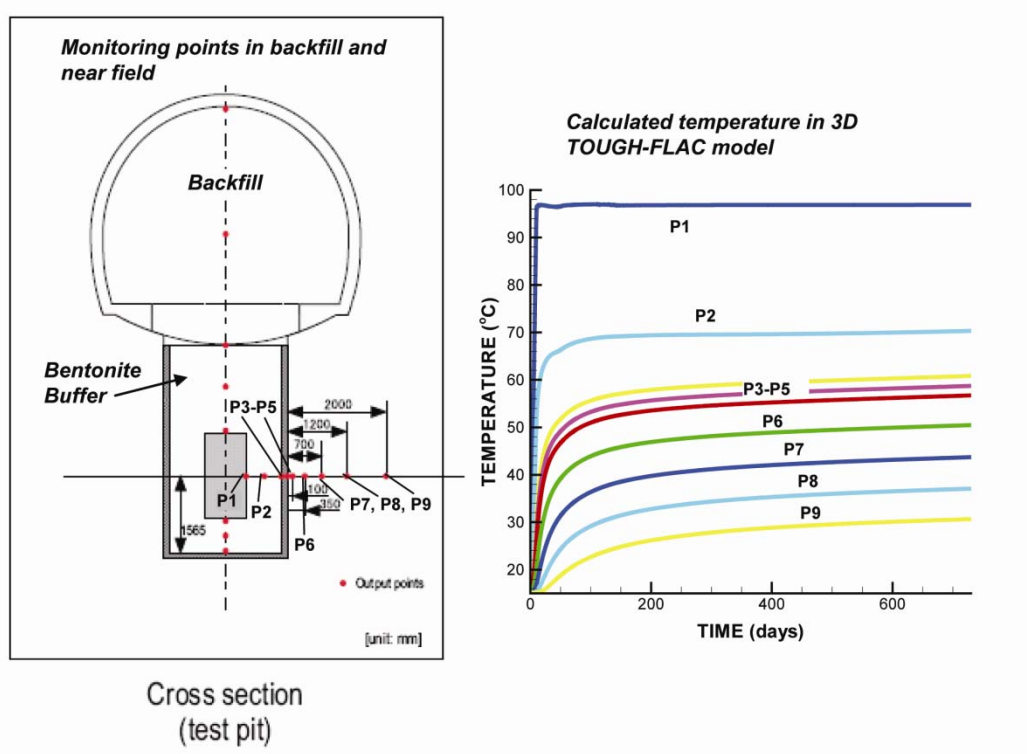 Monitoring points in backfill and
near field
Backfill
Bentonite
Buffer
P3-P5
2000
1200
700
P1
P2
100
350
P7, P8, P9
P6
1565
Output points
[unit: mm]
Cross section
(test pit)
Calculated temperature in 3D
TOUGH-FLAC model
100
90
80
70
60
50
40
30
20
TEMPERATURE (°C)
P1
P2
P3-P5
P6
P7
P8
P9
0
200
400
600
TIME (days)